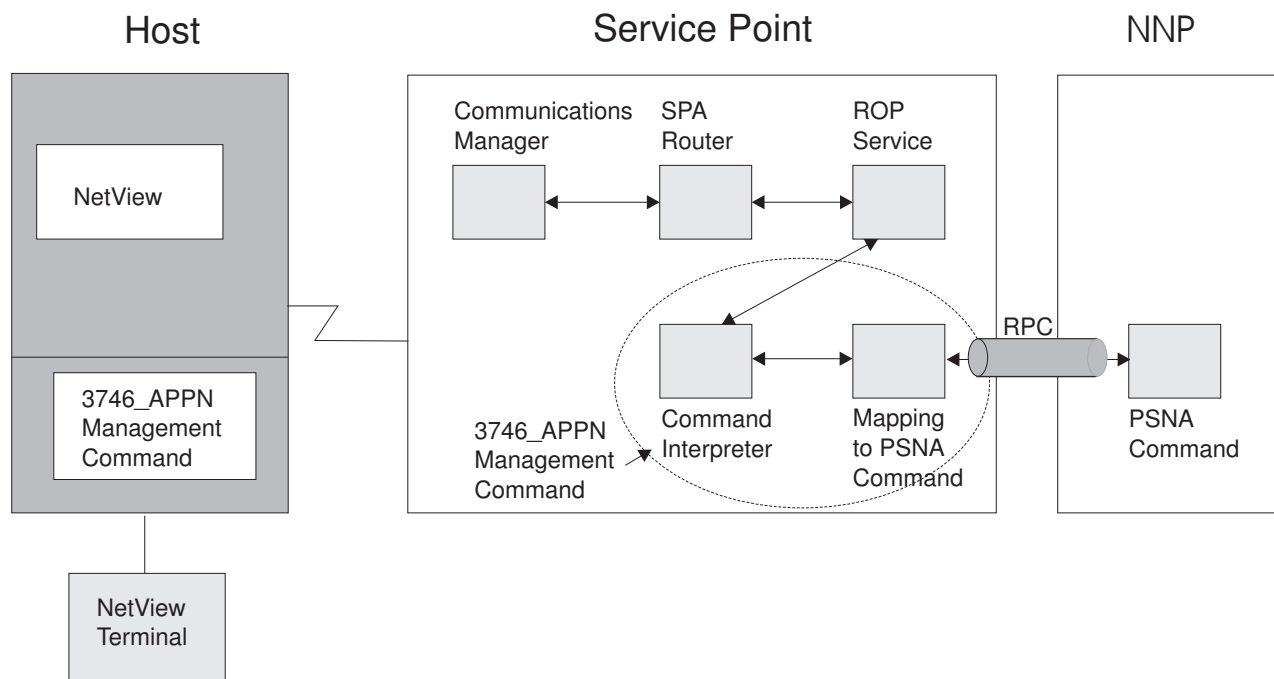 Host
Service Point
NNP
NetView
3746_APPN
Management
Command
NetView
Terminal
Communications
Manager
SPA
Router
ROP
Service
3746_APPN
Management
Command
Command
Interpreter
Mapping
to PSNA
Command
RPC
PSNA
Command